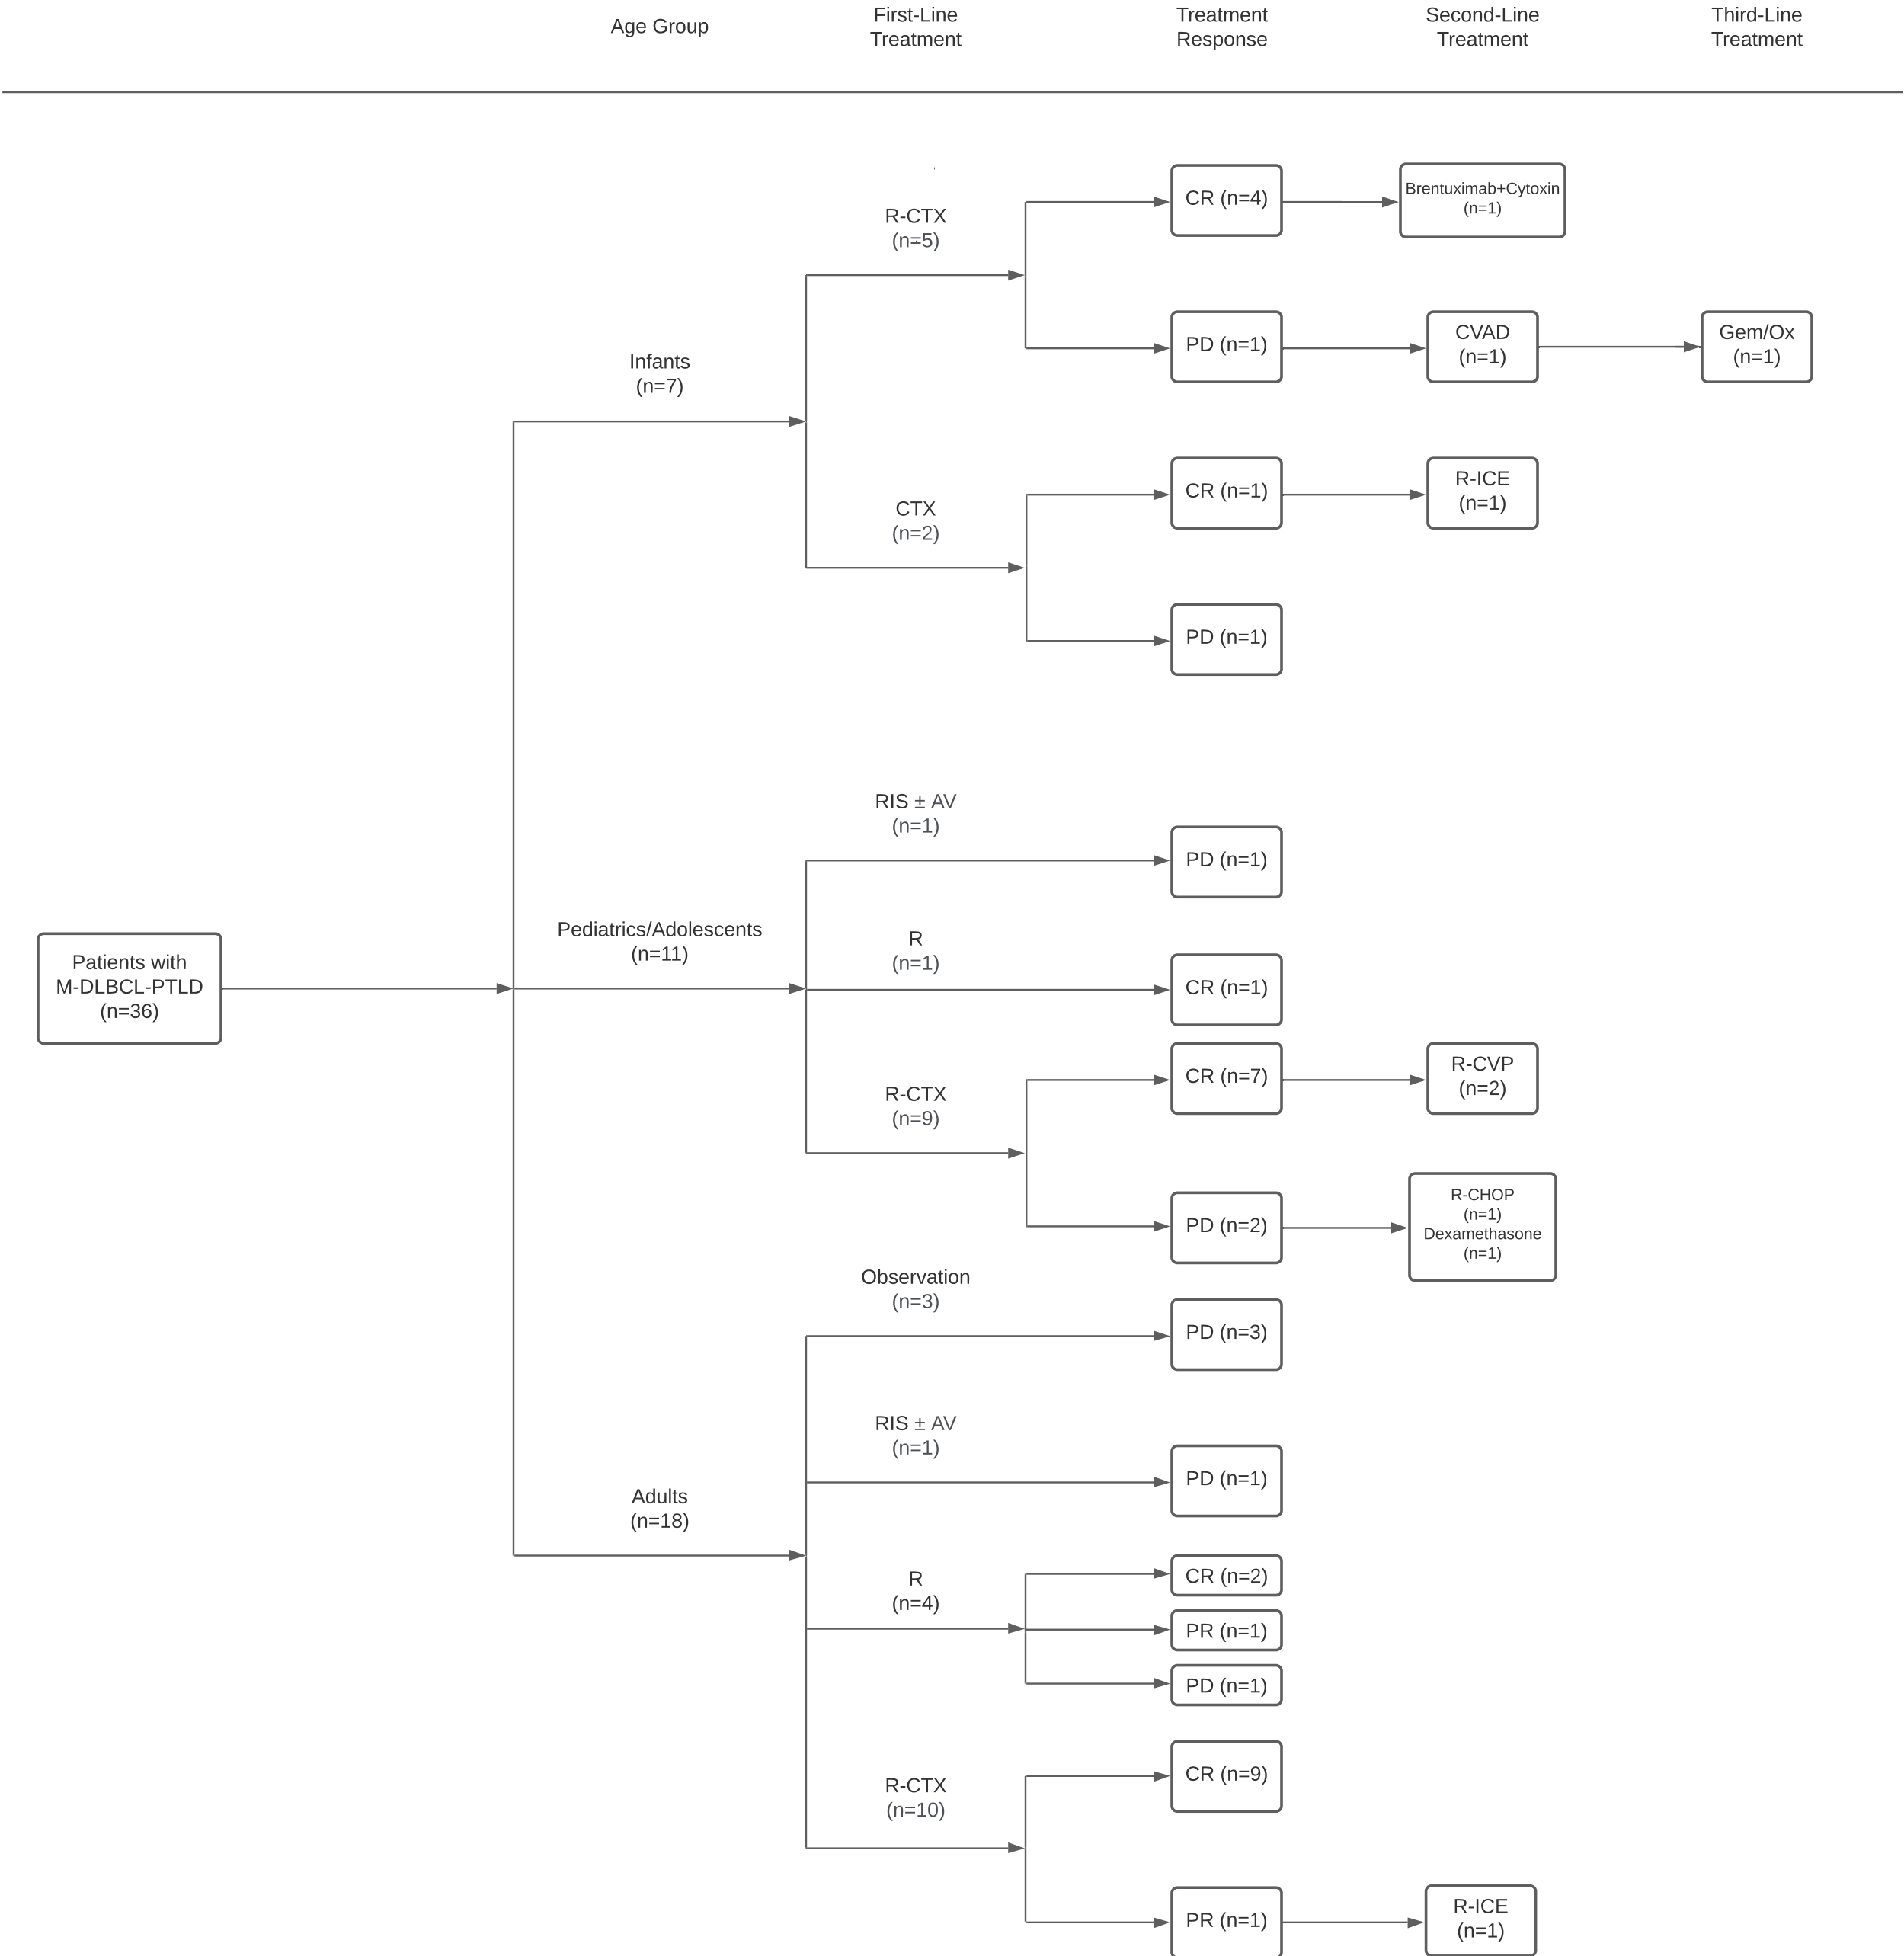 Age Group
First-Line
Treatment
Treatment
Response
Second-Line
Treatment
Third-Line
Treatment
Patients with
M-DLBCL-PTLD
(n=36)
Infants
(n=7)
R-CTX
(n=5)
CR (n=4)
Brentuximab+Cytoxin
(n=1)
PD (n=1)
CVAD
(n=1)
Gem/Ox
(n=1)
CTX
(n=2)
CR (n=1)
R-ICE
(n=1)
PD (n=1)
Pediatrics/Adolescents
(n=11)
RIS ± AV
(n=1)
PD (n=1)
R
(n=1)
CR (n=1)
R-CTX
(n=9)
CR (n=7)
R-CVP
(n=2)
PD (n=2)
R-CHOP
(n=1)
Dexamethasone
(n=1)
Adults
(n=18)
Observation
(n=3)
PD (n=3)
RIS ± AV
(n=1)
PD (n=1)
R
(n=4)
CR (n=2)
PR (n=1)
PD (n=1)
R-CTX
(n=10)
CR (n=9)
PR (n=1)
R-ICE
(n=1)